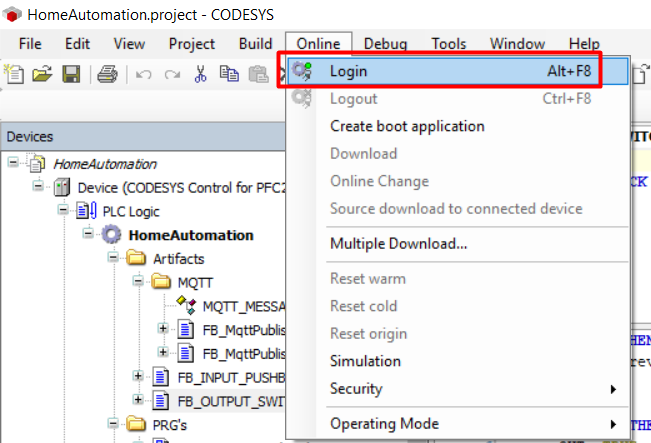 HomeAutomation.project - CODESYS
File Edit View Project Build Online Debug Tools Window Help
Login Alt+F8
Logout Ctrl+F8
Create boot application
Download
Online Change
Source download to connected device
Multiple Download...
Reset warm
Reset cold
Reset origin
Simulation
Security
Operating Mode
Devices
HomeAutomation
Device (CODESYS Control for PFC2
PLC Logic
HomeAutomation
Artifacts
MQTT
MQTT_MESSA
FB_MqttPublis
FB_MqttPublis
FB_INPUT_PUSHB
FB_OUTPUT_SWI
PRG's